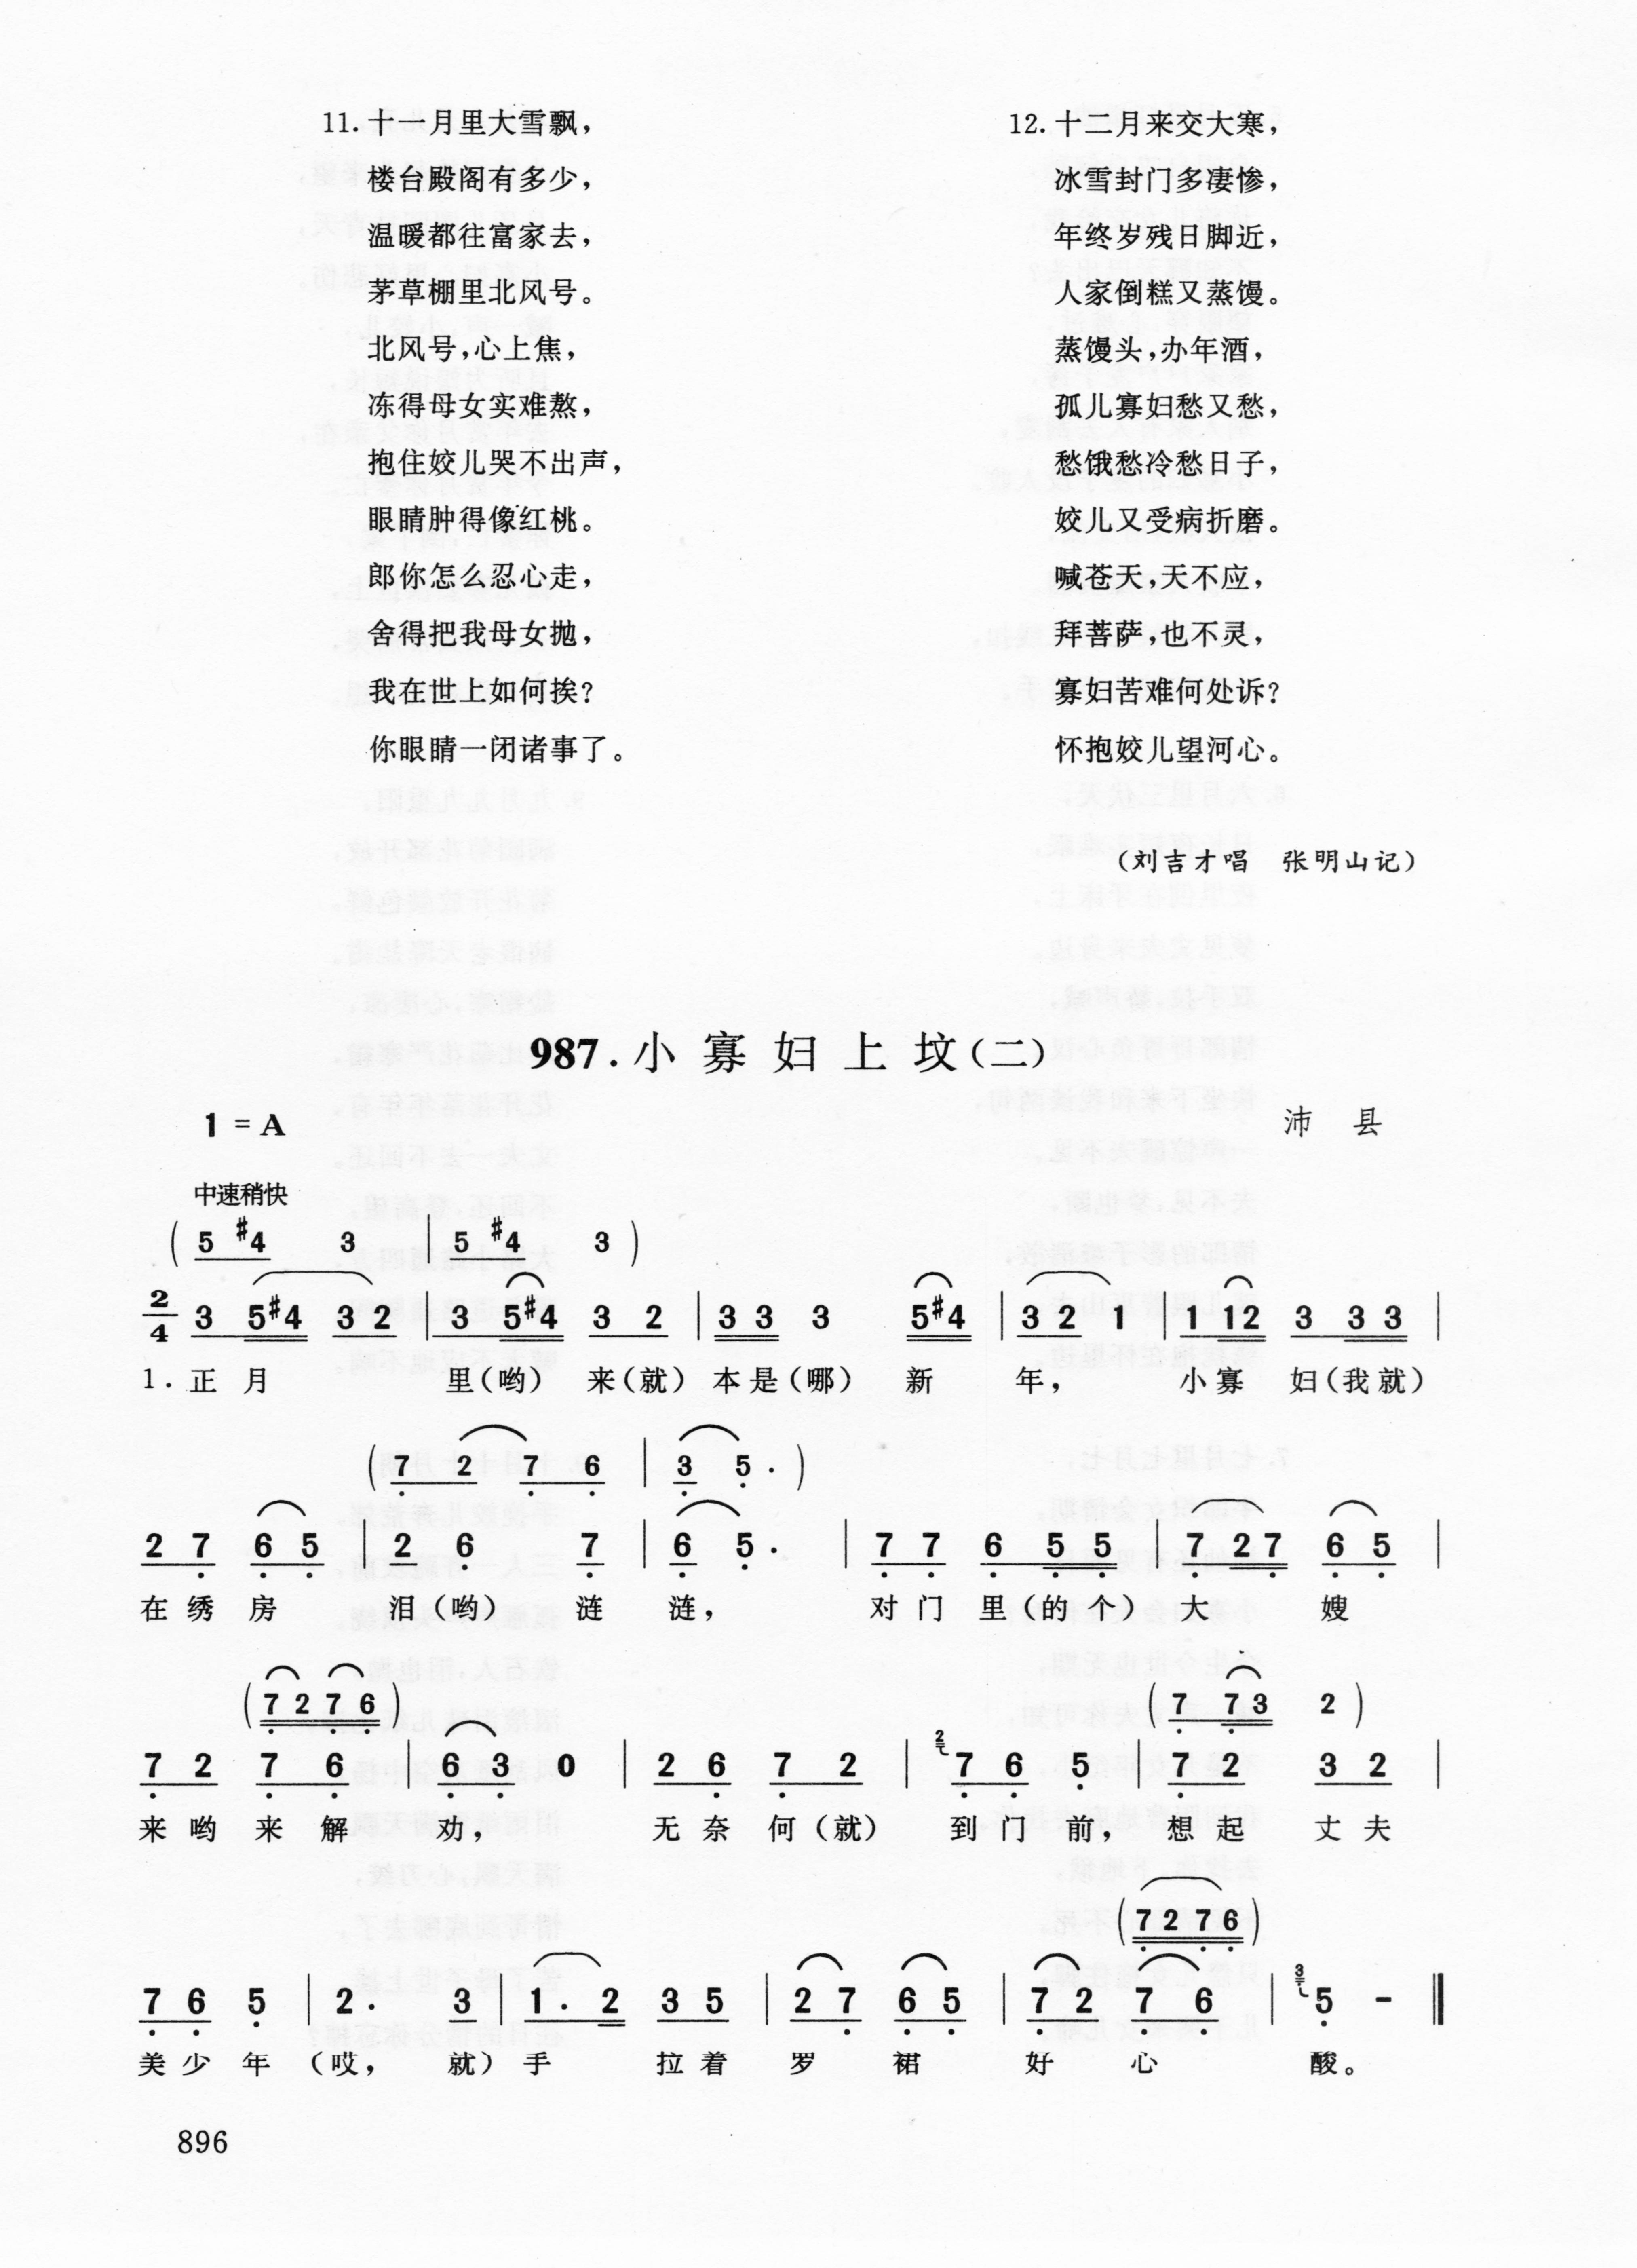 11. 十一月里大雪飘，
楼台殿阁有多少，
温暖都往富家去，
茅草棚里北风号。
北风号，心上焦，
冻得母女实难熬，
抱住姣儿哭不出声，
眼睛肿得像红桃。
郎你怎么忍心走，
舍得把我母女抛，
我在世上如何挨？
你眼睛一闭诸事了。
12. 十二月来交大寒，
冰雪封门多凄惨，
年终岁残日脚近，
人家倒糕又蒸馒。
蒸馒头，办年酒，
孤儿寡妇愁又愁，
愁饿愁冷愁日子，
姣儿又受病折磨。
喊苍天，天不应，
拜菩萨，也不灵，
寡妇苦难何处诉？
怀抱姣儿望河心。
（刘吉才唱 张明山记）
987. 小寡妇上坟（二）
1 = A
沛 县
中速稍快
( 5 #4 3 | 5 #4 3 )
2/4 3 5#4 3 2 | 3 5#4 3 2 | 3 3 3 5#4 | 3 2 1 | 1 12 3 3 3 |
1. 正 月 里（哟） 来（就） 本 是（哪） 新 年， 小 寡 妇（我 就）
( 7̣ 2 7̣ 6̣ | 3̣ 5̣ . )
2 7̣ 6̣ 5̣ | 2 6̣ 7̣ | 6̣ 5̣ . | 7̣ 7̣ 6̣ 5̣ 5̣ | 7̣ 2 7̣ 6̣ 5̣ |
在 绣 房 泪（哟） 涟 涟， 对 门 里（的 个） 大 嫂
( 7̣ 2 7̣ 6̣ )
( 7̣ 7̣ 3 2 )
7̣ 2 7̣ 6̣ | 6̣ 3̣ 0 | 2 6̣ 7̣ 2 | 2 7̣ 6̣ 5̣ | 7̣ 2 3 2 |
来 哟 来 解 劝， 无 奈 何（就） 到 门 前， 想 起 丈 夫
( 7̣ 2 7̣ 6̣ )
7̣ 6̣ 5̣ | 2 . 3 | 1 . 2 3 5 | 2 7̣ 6̣ 5̣ | 7̣ 2 7̣ 6̣ | 3 5̣ - ‖
美 少 年 （哎， 就） 手 拉 着 罗 裙 好 心 酸。
896